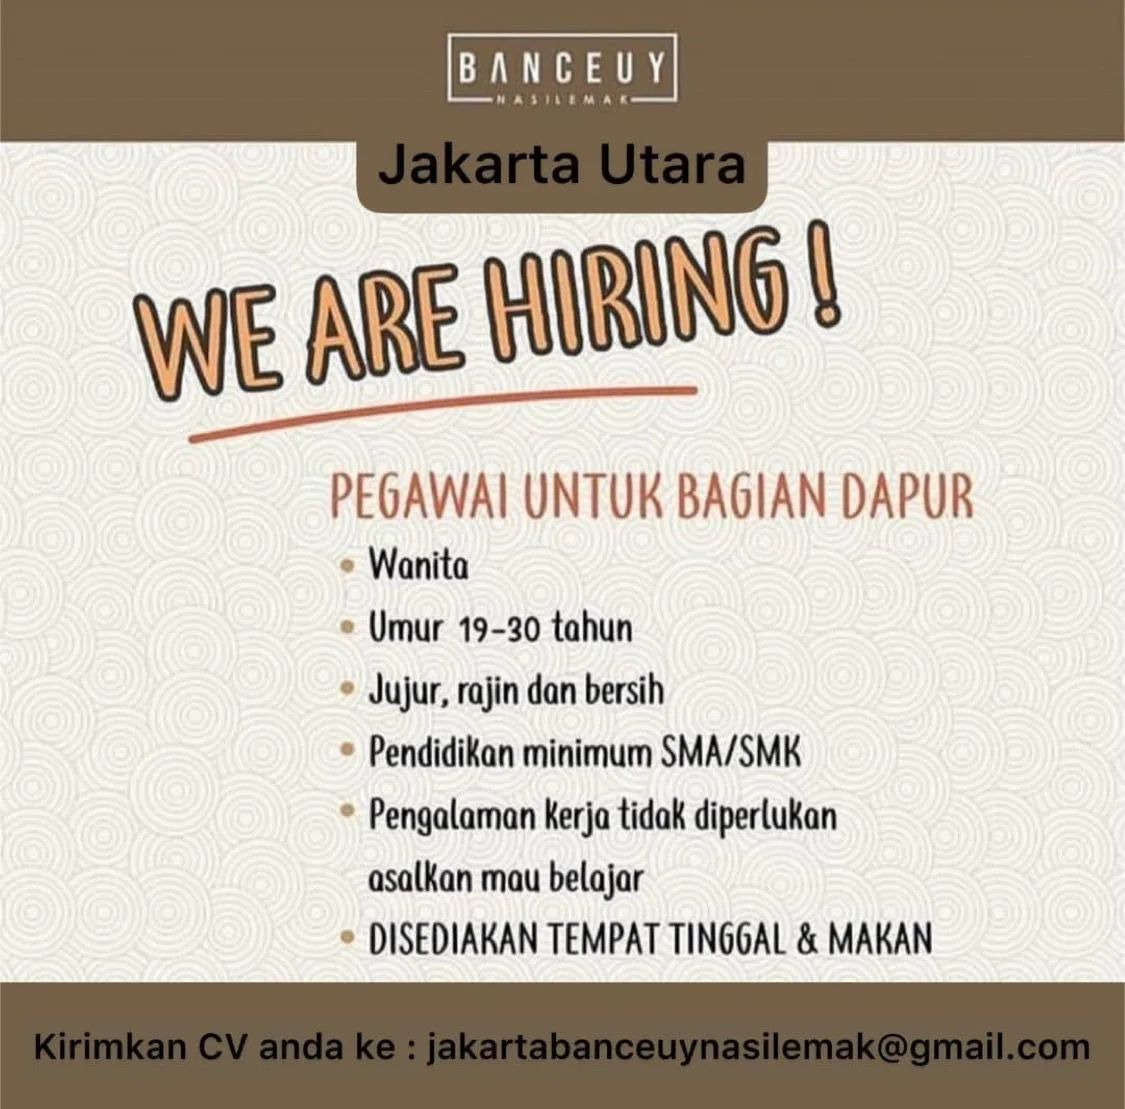 BANCEUY
NASILEMAK
Jakarta Utara
WE ARE HIRING!
PEGAWAI UNTUK BAGIAN DAPUR
• Wanita
• Umur 19-30 tahun
• Jujur, rajin dan bersih
• Pendidikan minimum SMA/SMK
• Pengalaman kerja tidak diperlukan
asalkan mau belajar
• DISEDIAKAN TEMPAT TINGGAL & MAKAN
Kirimkan CV anda ke : jakartabanceuynasilemak@gmail.com